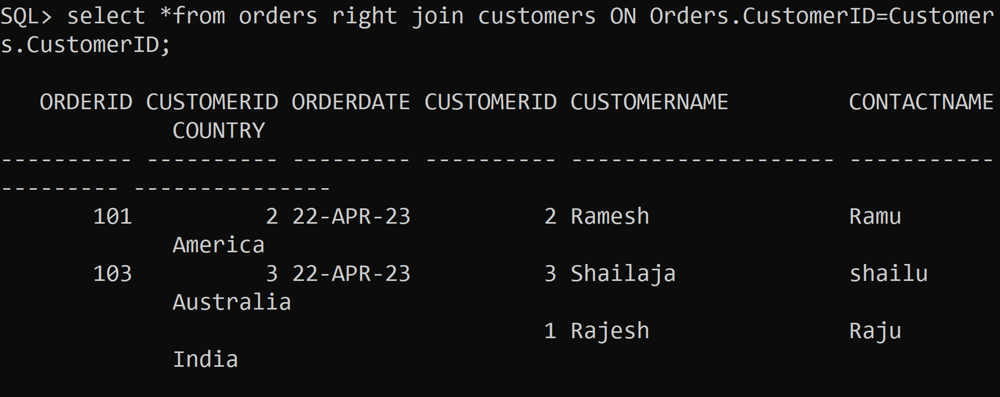 SQL> select *from orders right join customers ON Orders.CustomerID=Customer
s.CustomerID;
   ORDERID CUSTOMERID ORDERDATE CUSTOMERID CUSTOMERNAME         CONTACTNAME
             COUNTRY
---------- ---------- --------- ---------- -------------------- -----------
--------- ---------------
       101          2 22-APR-23          2 Ramesh               Ramu
             America
       103          3 22-APR-23          3 Shailaja             shailu
             Australia
                                         1 Rajesh               Raju
             India